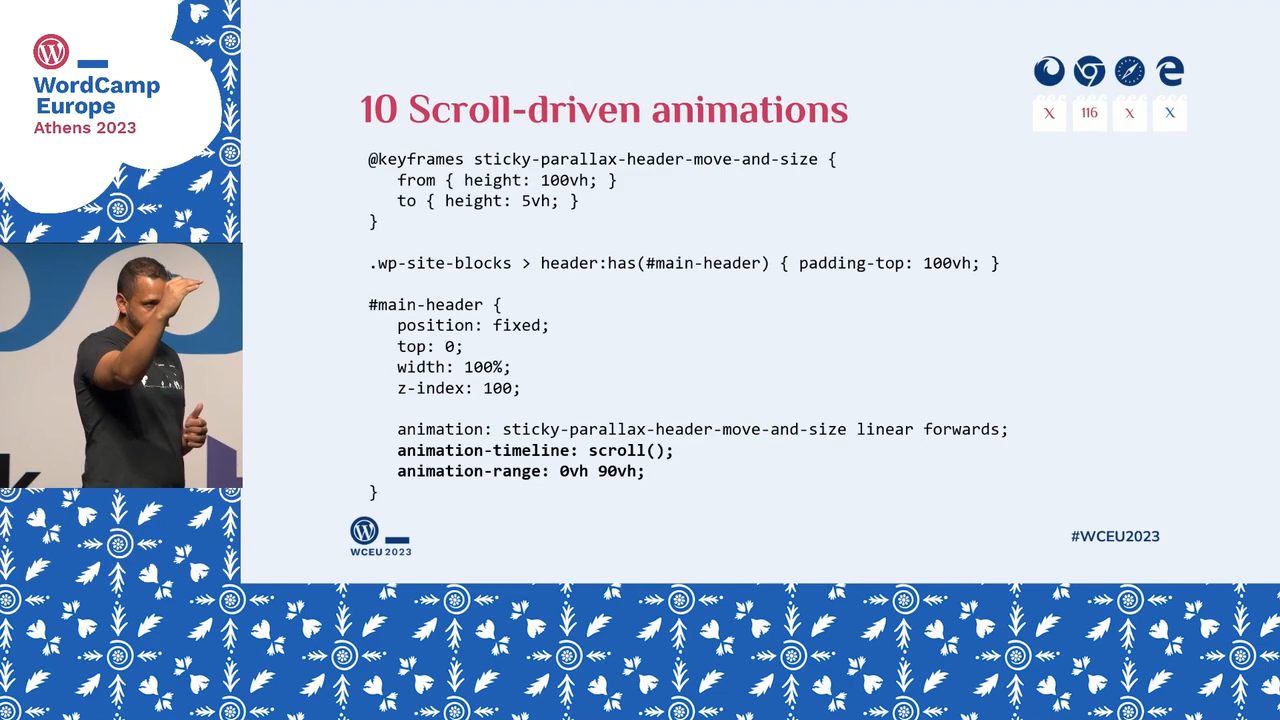 WordCamp
Europe
Athens 2023
10 Scroll-driven animations
X 116 X X
@keyframes sticky-parallax-header-move-and-size {
from { height: 100vh; }
to { height: 5vh; }
}
.wp-site-blocks > header:has(#main-header) { padding-top: 100vh; }
#main-header {
position: fixed;
top: 0;
width: 100%;
z-index: 100;
animation: sticky-parallax-header-move-and-size linear forwards;
animation-timeline: scroll();
animation-range: 0vh 90vh;
}
WCEU 2023
#WCEU2023